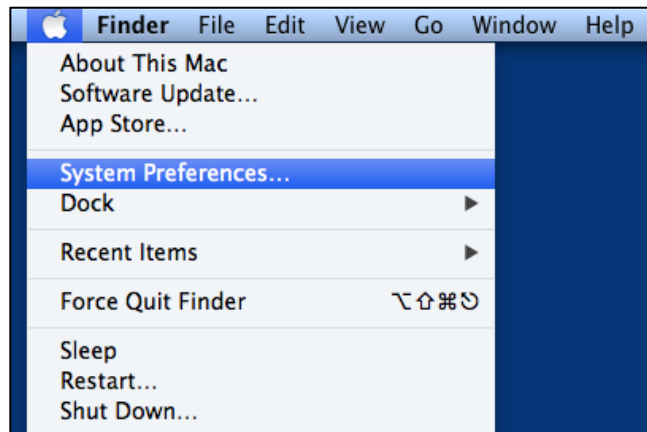 Finder File Edit View Go Window Help
About This Mac
Software Update...
App Store...
System Preferences...
Dock ▶
Recent Items ▶
Force Quit Finder ⌥⇧⌘⎋
Sleep
Restart...
Shut Down...